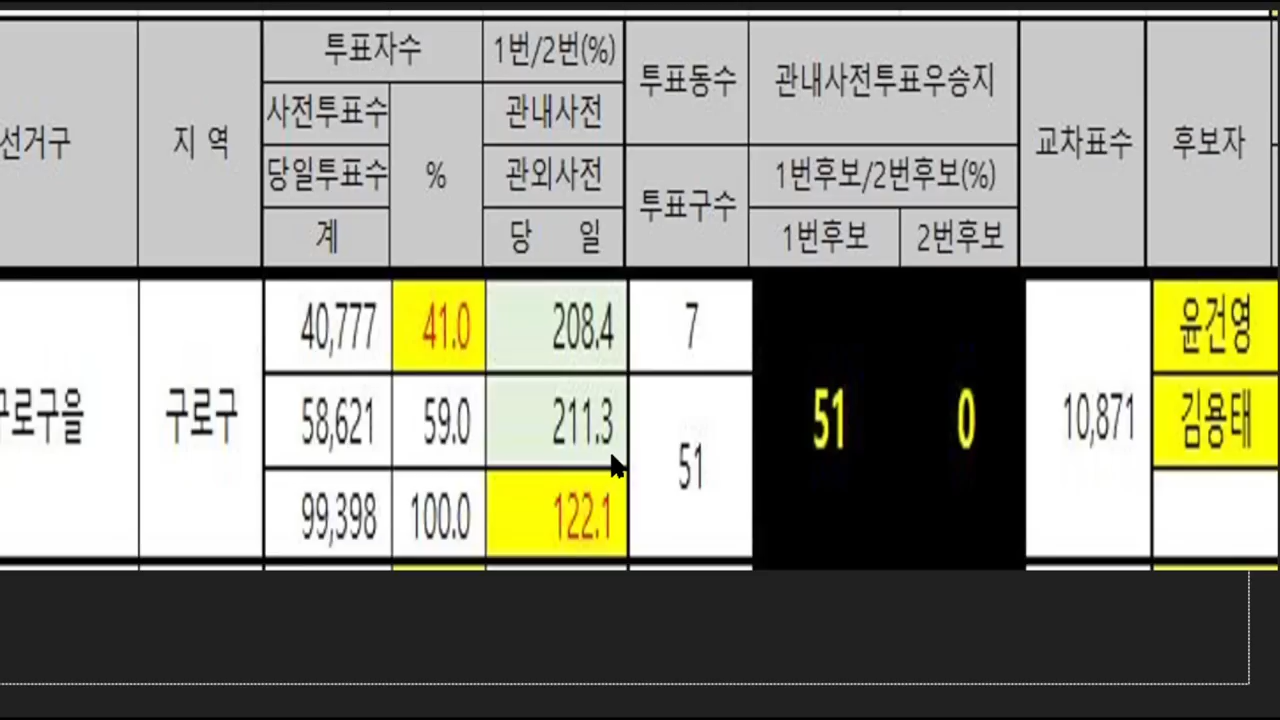 선거구
지 역
투표자수
1번/2번(%)
투표동수
관내사전투표우승지
교차표수
후보자
사전투표수
%
관내사전
당일투표수
관외사전
투표구수
1번후보/2번후보(%)
계
당 일
1번후보
2번후보
40,777
41.0
208.4
7
윤건영
구로구을
구로구
58,621
59.0
211.3
51
51
0
10,871
김용태
99,398
100.0
122.1